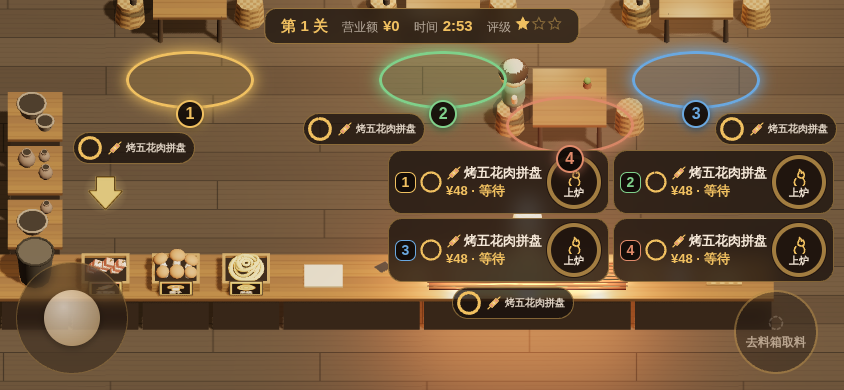 第 1 关 营业额 ¥0 时间 2:53 评级
1
2
3
烤五花肉拼盘
烤五花肉拼盘
烤五花肉拼盘
4
1 烤五花肉拼盘
¥48 · 等待
上炉
2 烤五花肉拼盘
¥48 · 等待
上炉
3 烤五花肉拼盘
¥48 · 等待
上炉
4 烤五花肉拼盘
¥48 · 等待
上炉
烤五花肉拼盘
去料箱取料